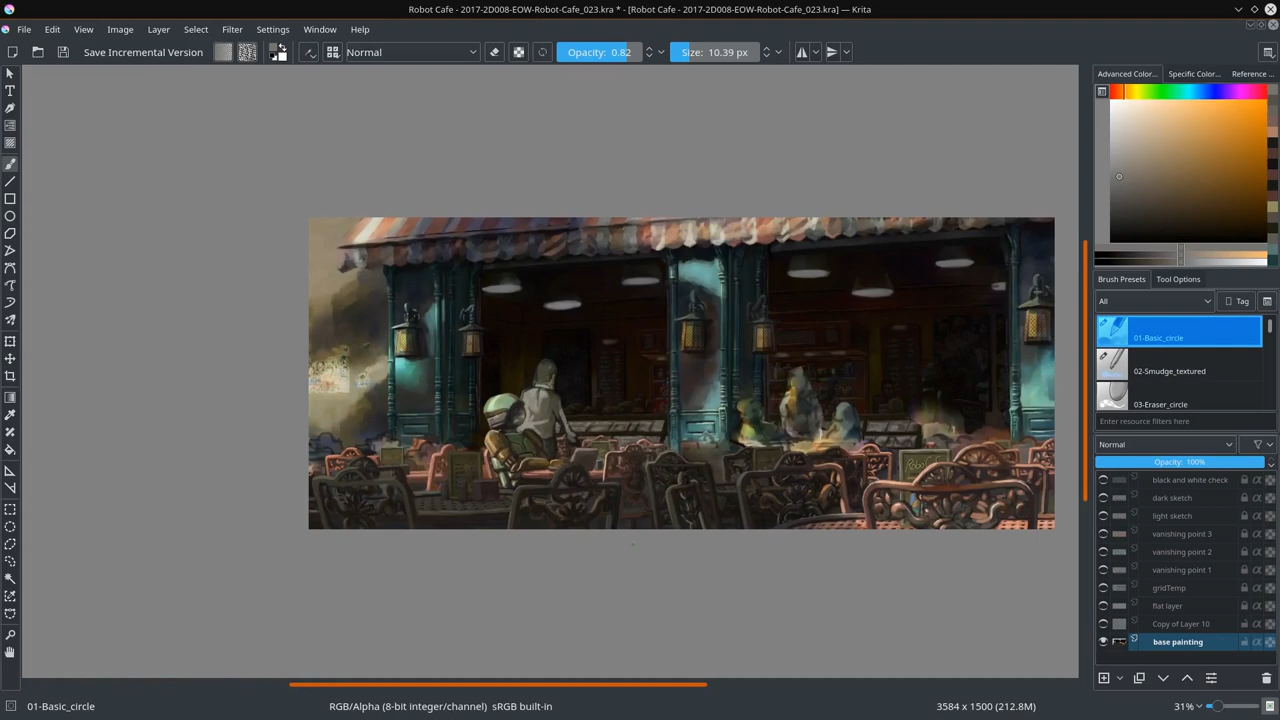 Robot Cafe - 2017-2D008-EOW-Robot-Cafe_023.kra * - [Robot Cafe - 2017-2D008-EOW-Robot-Cafe_023.kra] — Krita
File Edit View Image Layer Select Filter Settings Window Help
Save Incremental Version Normal Opacity: 0.82 Size: 10.39 px
Advanced Color... Specific Color... Reference ...
Brush Presets Tool Options
All Tag
01-Basic_circle
02-Smudge_textured
03-Eraser_circle
Enter resource filters here
Normal
Opacity: 100%
black and white check
dark sketch
light sketch
vanishing point 3
vanishing point 2
vanishing point 1
gridTemp
flat layer
Copy of Layer 10
base painting
01-Basic_circle RGB/Alpha (8-bit integer/channel) sRGB built-in 3584 x 1500 (212.8M) 31%